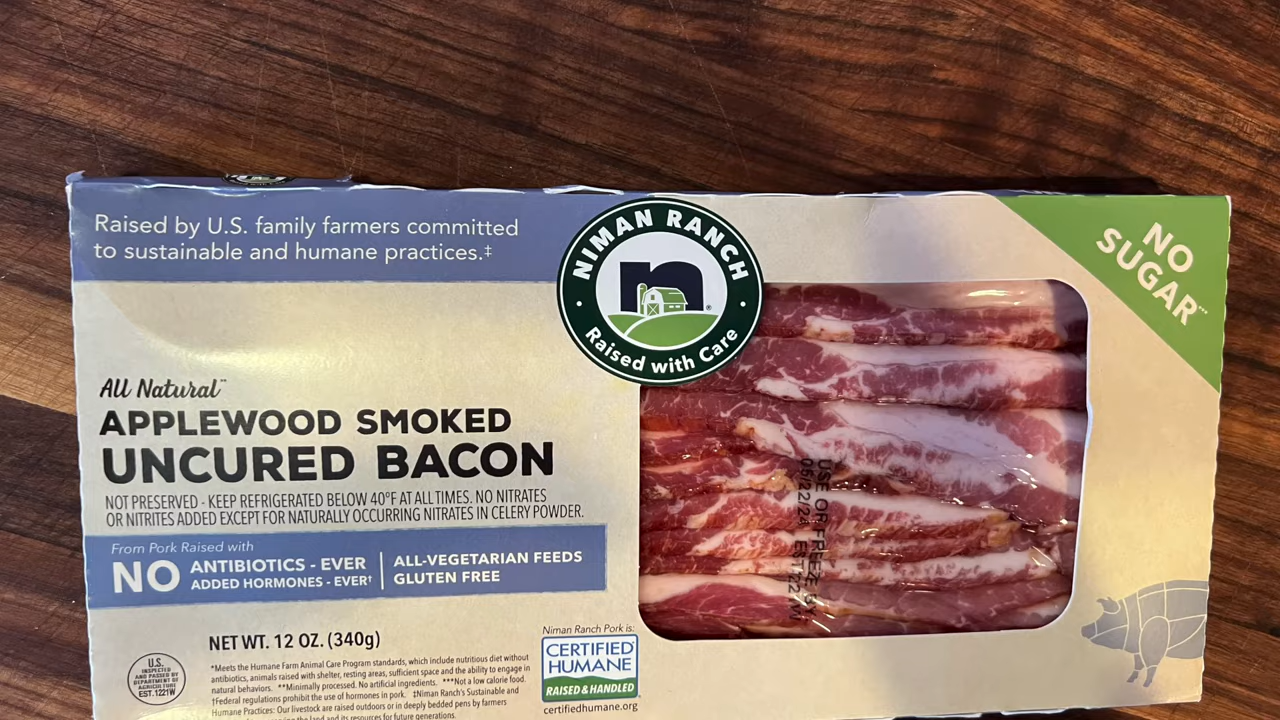 Raised by U.S. family farmers committed
to sustainable and humane practices.‡
NIMAN RANCH
n
Raised with Care
NO
SUGAR***
All Natural**
APPLEWOOD SMOKED
UNCURED BACON
NOT PRESERVED - KEEP REFRIGERATED BELOW 40°F AT ALL TIMES. NO NITRATES
OR NITRITES ADDED EXCEPT FOR NATURALLY OCCURRING NITRATES IN CELERY POWDER.
From Pork Raised with
NO
ANTIBIOTICS - EVER
ADDED HORMONES - EVER†
ALL-VEGETARIAN FEEDS
GLUTEN FREE
USE OR FREEZE BY
NET WT. 12 OZ. (340g)
U.S.
INSPECTED
AND PASSED BY
DEPARTMENT OF
AGRICULTURE
EST. 1221W
*Meets the Humane Farm Animal Care Program standards, which include nutritious diet without
antibiotics, animals raised with shelter, resting areas, sufficient space and the ability to engage in
natural behaviors. **Minimally processed. No artificial ingredients. ***Not a low calorie food.
†Federal regulations prohibit the use of hormones in pork. ‡Niman Ranch's Sustainable and
Humane Practices: Our livestock are raised outdoors or in deeply bedded pens by farmers
the land and its resources for future generations.
Niman Ranch Pork is:
CERTIFIED
HUMANE
RAISED & HANDLED
certifiedhumane.org